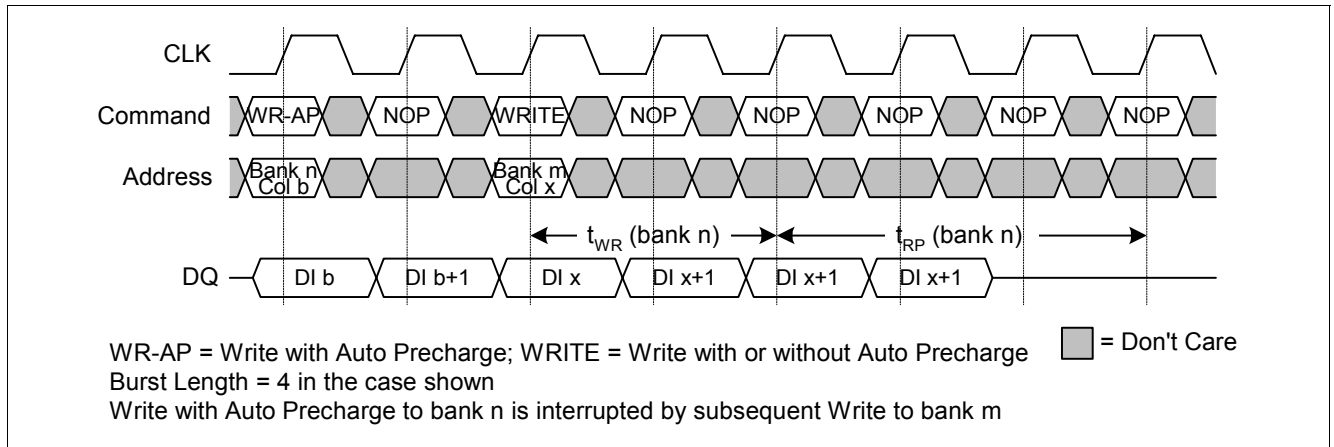 CLK
Command WR-AP NOP WRITE NOP NOP NOP NOP NOP
Address Bank n Col b Bank m Col x
tWR (bank n) tRP (bank n)
DQ DI b DI b+1 DI x DI x+1 DI x+1 DI x+1
WR-AP = Write with Auto Precharge; WRITE = Write with or without Auto Precharge = Don't Care
Burst Length = 4 in the case shown
Write with Auto Precharge to bank n is interrupted by subsequent Write to bank m